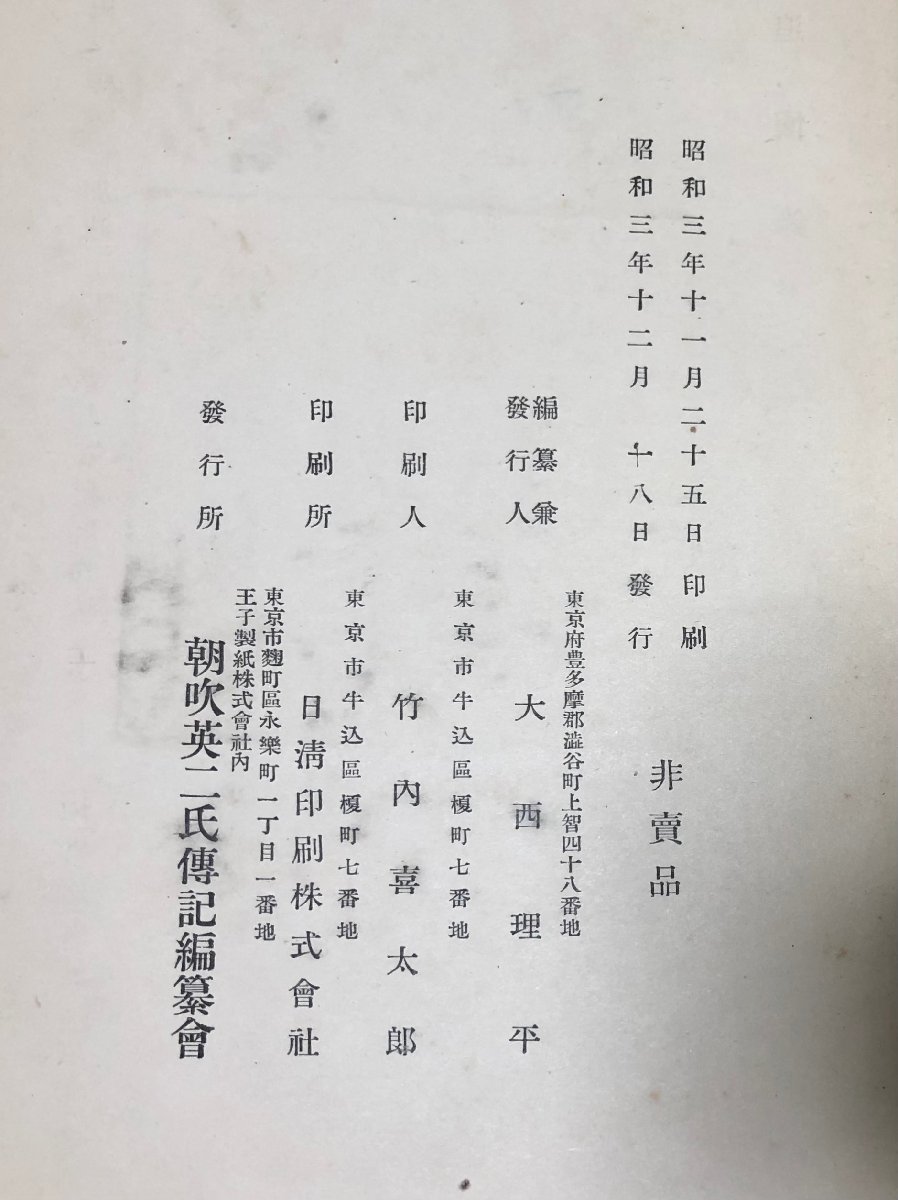 昭和三年十一月二十五日印刷
昭和三年十二月十八日發行
非賣品
編纂兼
發行人
東京府豊多摩郡澁谷町上智四十八番地
大西理平
印刷人
東京市牛込區榎町七番地
竹內喜太郎
印刷所
東京市牛込區榎町七番地
日淸印刷株式會社
發行所
東京市麴町區永樂町一丁目一番地
王子製紙株式會社內
朝吹英二氏傳記編纂會